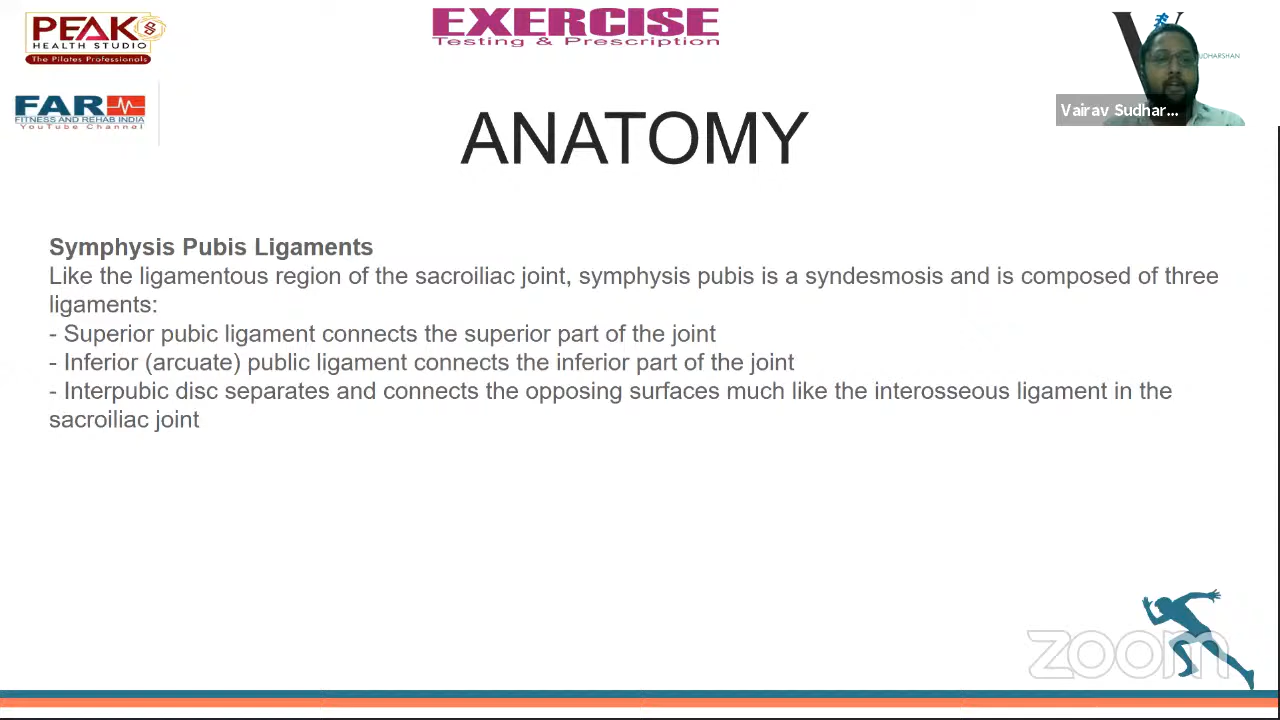 PEAK
HEALTH STUDIO
The Pilates Professionals
EXERCISE
Testing & Prescription
V
UDHARSHAN
Vairav Sudhar...
FAR
FITNESS AND REHAB INDIA
YouTube Channel
ANATOMY
Symphysis Pubis Ligaments
Like the ligamentous region of the sacroiliac joint, symphysis pubis is a syndesmosis and is composed of three
ligaments:
- Superior pubic ligament connects the superior part of the joint
- Inferior (arcuate) public ligament connects the inferior part of the joint
- Interpubic disc separates and connects the opposing surfaces much like the interosseous ligament in the
sacroiliac joint
zoom